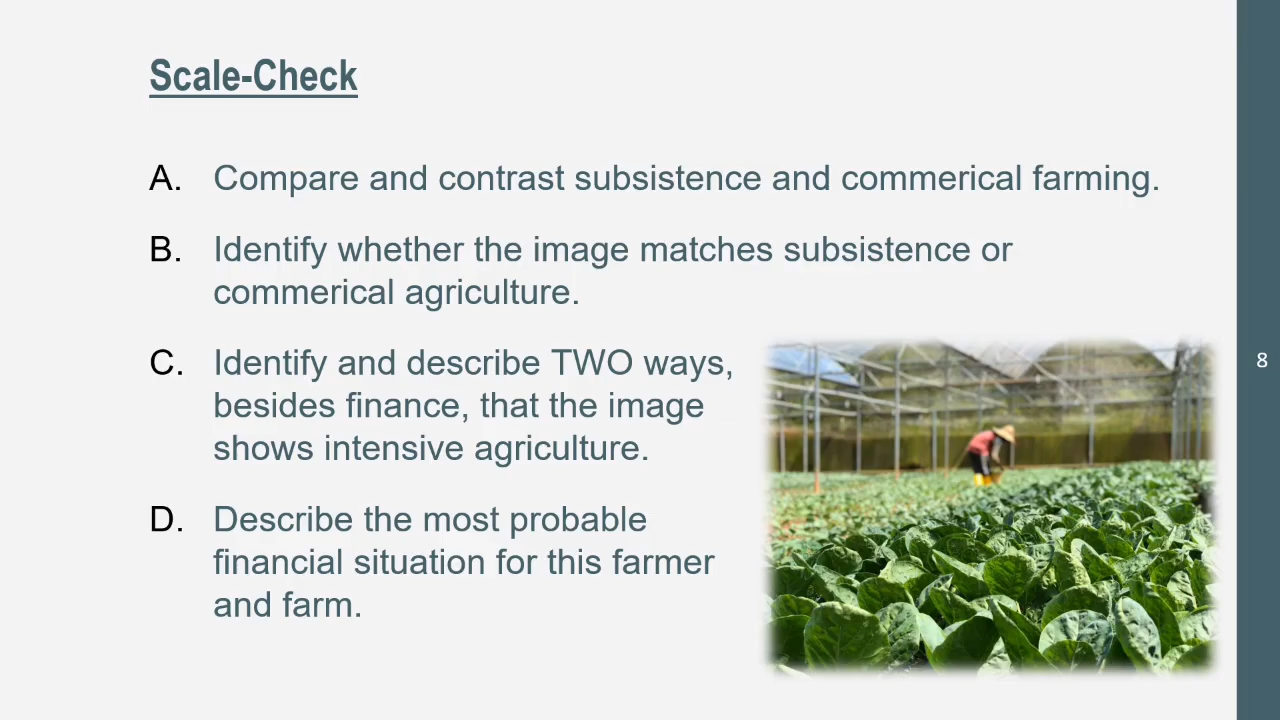 Scale-Check
A. Compare and contrast subsistence and commerical farming.
B. Identify whether the image matches subsistence or
commerical agriculture.
C. Identify and describe TWO ways,
besides finance, that the image
shows intensive agriculture.
8
D. Describe the most probable
financial situation for this farmer
and farm.